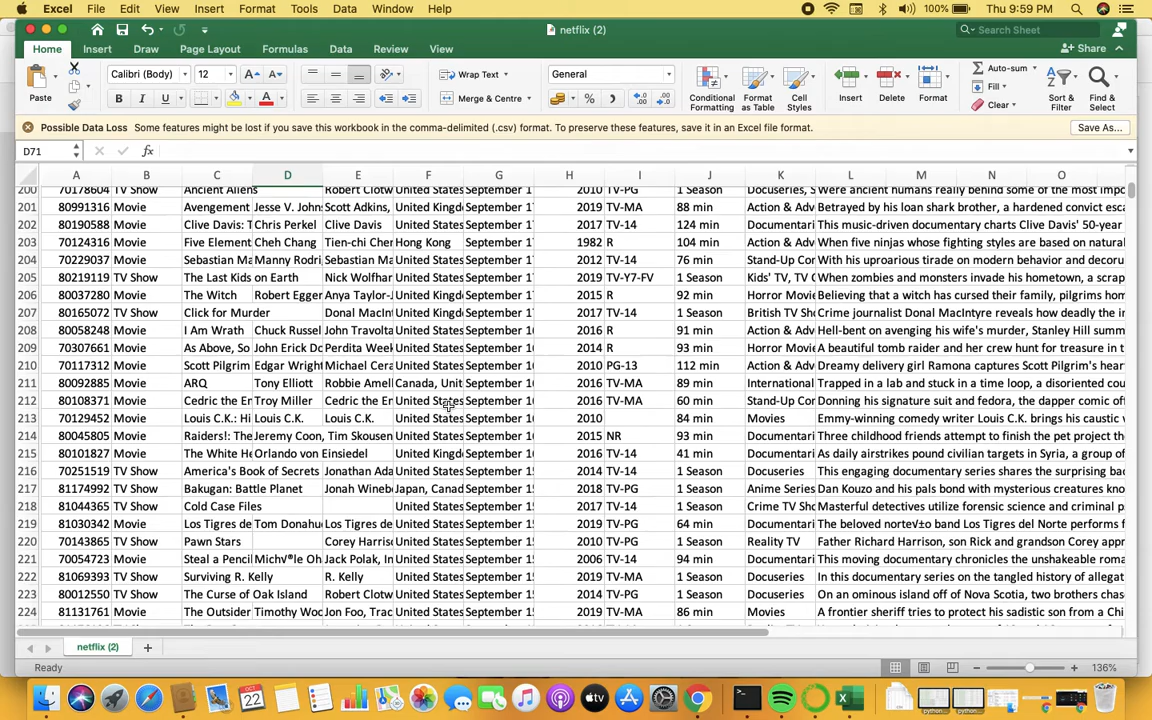 Excel File Edit View Insert Format Tools Data Window Help 100% Thu 9:59 PM
netflix (2) Search Sheet
Home Insert Draw Page Layout Formulas Data Review View Share
Paste Calibri (Body) 12 Wrap Text General Conditional Formatting Format as Table Cell Styles Insert Delete Format Auto-sum Sort & Filter Find & Select
B I U Merge & Centre Fill Clear
Possible Data Loss Some features might be lost if you save this workbook in the comma-delimited (.csv) format. To preserve these features, save it in an Excel file format. Save As...
D71 fx
A B C D E F G H I J K L M N O
200 70178604 TV Show Ancient Aliens Robert Clotw United States September 1 2010 TV-PG 1 Season Docuseries, S Were ancient humans really behind some of the most impo
201 80991316 Movie Avengement Jesse V. Johns Scott Adkins, United Kingd September 1 2019 TV-MA 88 min Action & Adv Betrayed by his loan shark brother, a hardened convict esca
202 80190588 Movie Clive Davis: T Chris Perkel Clive Davis United States September 1 2017 TV-14 124 min Documentari This music-driven documentary charts Clive Davis' 50-year
203 70124316 Movie Five Element Cheh Chang Tien-chi Cher Hong Kong September 1 1982 R 104 min Action & Adv When five ninjas whose fighting styles are based on natural
204 70229037 Movie Sebastian Ma Manny Rodri Sebastian Ma United States September 1 2012 TV-14 76 min Stand-Up Co With his uproarious tirade on modern behavior and decoru
205 80219119 TV Show The Last Kids on Earth Nick Wolfhar United States September 1 2019 TV-Y7-FV 1 Season Kids' TV, TV C When zombies and monsters invade his hometown, a scrap
206 80037280 Movie The Witch Robert Egger Anya Taylor-J United Kingd September 1 2015 R 92 min Horror Movie Believing that a witch has cursed their family, pilgrims hom
207 80165072 TV Show Click for Murder Donal MacInt United Kingd September 1 2017 TV-14 1 Season British TV Sho Crime journalist Donal MacIntyre reveals how deadly the in
208 80058248 Movie I Am Wrath Chuck Russel John Travolta United States September 1 2016 R 91 min Action & Adv Hell-bent on avenging his wife's murder, Stanley Hill summ
209 70307661 Movie As Above, So John Erick Do Perdita Week United States September 1 2014 R 93 min Horror Movie A beautiful tomb raider and her crew hunt for treasure in t
210 70117312 Movie Scott Pilgrim Edgar Wright Michael Cera United States September 1 2010 PG-13 112 min Action & Adv Dreamy delivery girl Ramona captures Scott Pilgrim's heart
211 80092885 Movie ARQ Tony Elliott Robbie Amell Canada, Unit September 1 2016 TV-MA 89 min International Trapped in a lab and stuck in a time loop, a disoriented cou
212 80108371 Movie Cedric the En Troy Miller Cedric the En United States September 1 2016 TV-MA 60 min Stand-Up Co Donning his signature suit and fedora, the dapper comedian
213 70129452 Movie Louis C.K.: Hi Louis C.K. Louis C.K. United States September 1 2010 84 min Movies Emmy-winning comedy writer Louis C.K. brings his caustic
214 80045805 Movie Raiders!: The Jeremy Coon, Tim Skousen United States September 1 2015 NR 93 min Documentari Three childhood friends attempt to finish the pet project th
215 80101827 Movie The White He Orlando von Einsiedel United Kingd September 1 2016 TV-14 41 min Documentari As daily airstrikes pound civilian targets in Syria, a group of
216 70251519 TV Show America's Book of Secrets Jonathan Ada United States September 1 2014 TV-14 1 Season Docuseries This engaging documentary series shares the surprising bac
217 81174992 TV Show Bakugan: Battle Planet Jonah Wineb Japan, Canad September 1 2018 TV-PG 1 Season Anime Series Dan Kouzo and his pals bond with mysterious creatures kno
218 81044365 TV Show Cold Case Files United States September 1 2017 TV-14 1 Season Crime TV Sho Masterful detectives utilize forensic science and criminal p
219 81030342 Movie Los Tigres de Tom Donahu Los Tigres de United States September 1 2019 TV-PG 64 min Documentari The beloved nortev±o band Los Tigres del Norte performs f
220 70143865 TV Show Pawn Stars Corey Harris United States September 1 2010 TV-PG 1 Season Reality TV Father Richard Harrison, son Rick and grandson Corey appr
221 70054723 Movie Steal a Pencil Michv®le Oh Jack Polak, In United States September 1 2006 TV-14 94 min Documentari This moving documentary chronicles the unshakeable roma
222 81069393 TV Show Surviving R. Kelly R. Kelly United States September 1 2019 TV-MA 1 Season Docuseries In this documentary series on the tangled history of allegat
223 80012550 TV Show The Curse of Oak Island Robert Clotw United States September 1 2014 TV-PG 1 Season Docuseries On an ominous island off of Nova Scotia, two brothers chas
224 81131761 Movie The Outsider Timothy Woo Jon Foo, Trac United States September 1 2019 TV-MA 86 min Movies A frontier sheriff tries to protect his sadistic son from a Chi
netflix (2)
Ready 136%